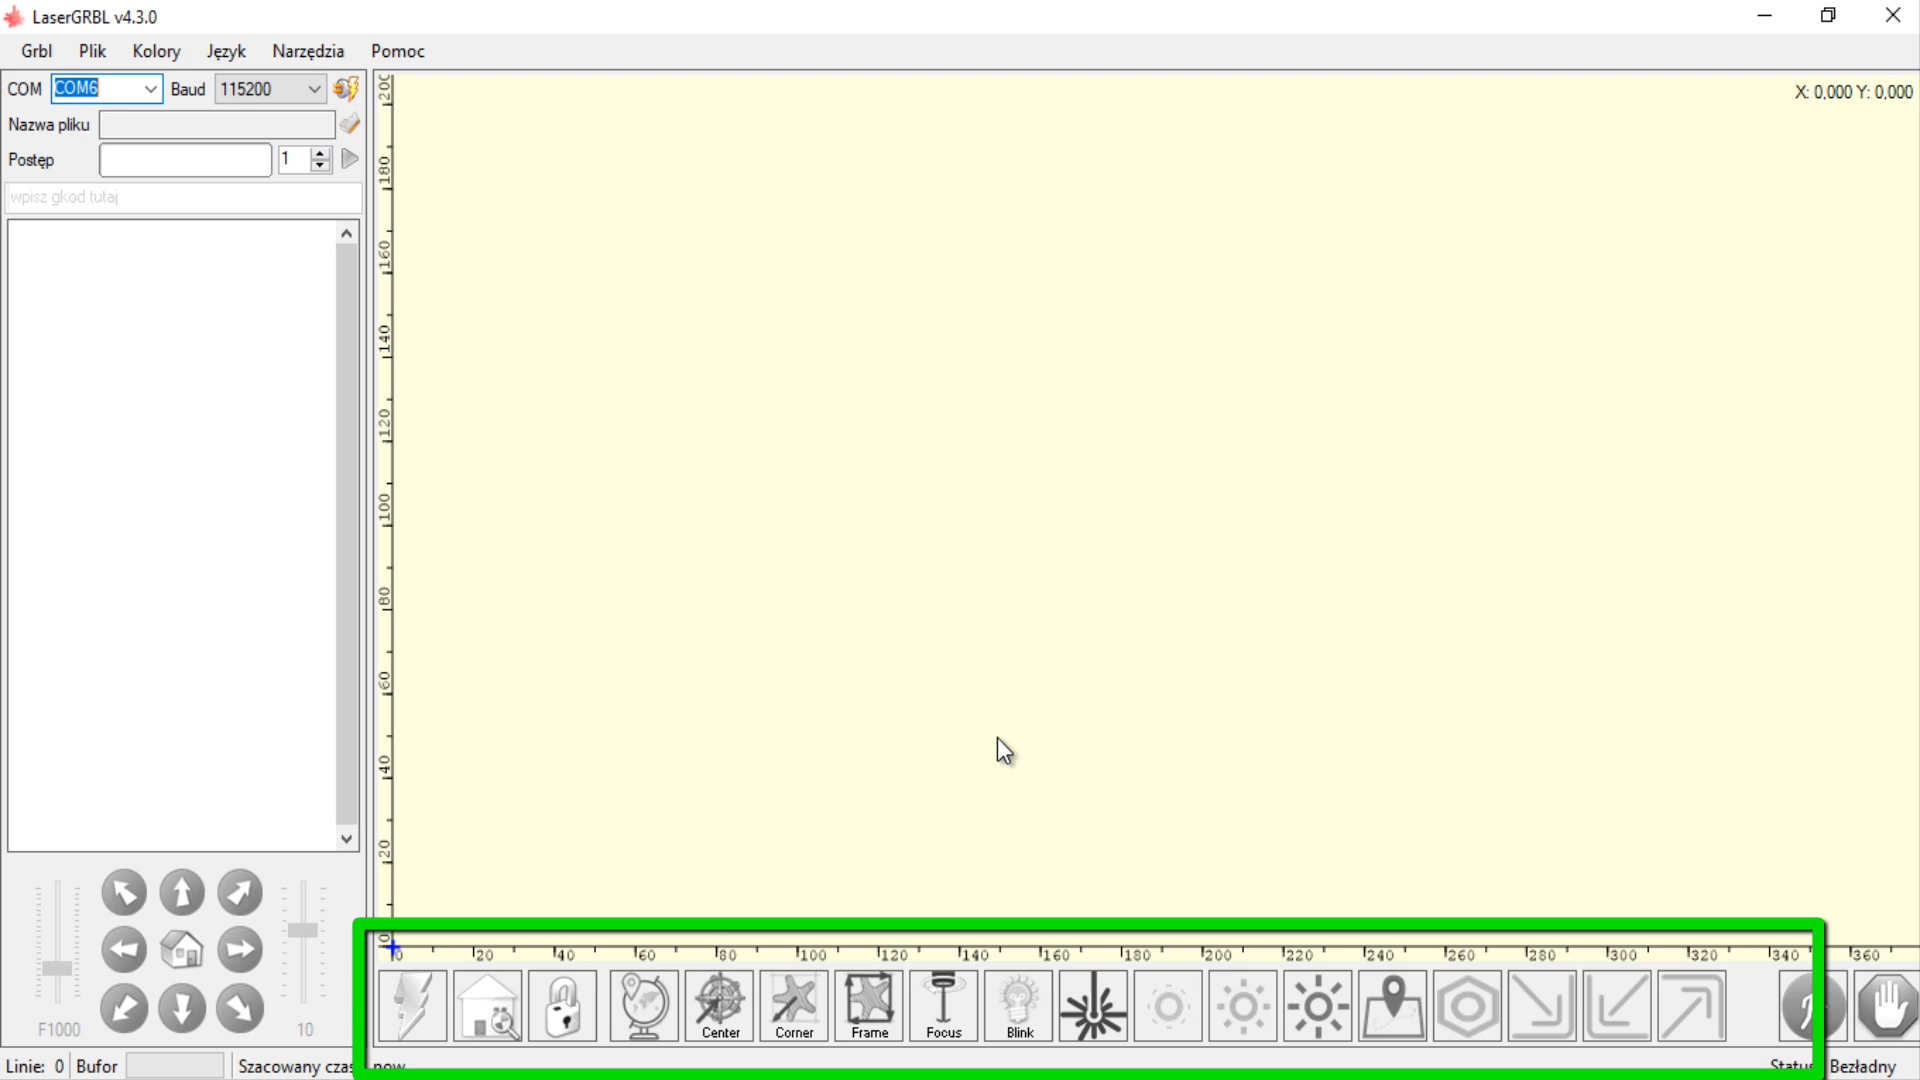 LaserGRBL v4.3.0
Grbl Plik Kolory Język Narzędzia Pomoc
COM COM6 Baud 115200
X: 0,000 Y: 0,000
Nazwa pliku
Postęp 1
wpisz gkod tutaj
200
180
160
140
120
100
80
60
40
20
0
0 20 40 60 80 100 120 140 160 180 200 220 240 260 280 300 320 340 360
Center Corner Frame Focus Blink
F1000 10
Linie: 0 Bufor Szacowany czas now Status Bezładny